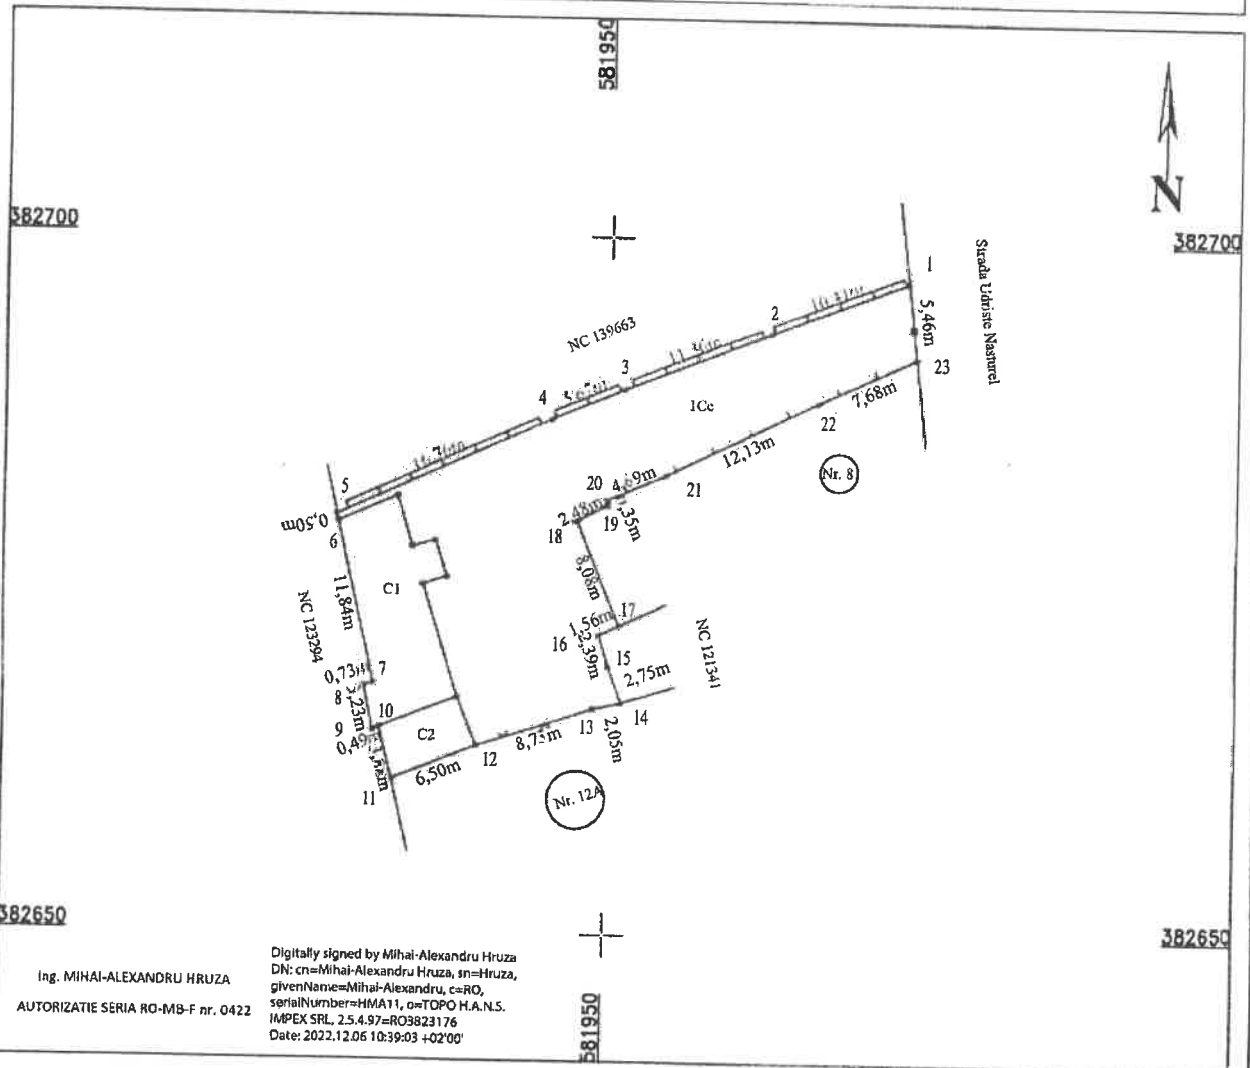 581950
382700
382700
N
1
Strada Udriste Nasturel
5,46m
2
NC 139663
3
23
4
1Ce
7,68m
22
12,13m
Nr. 8
5
20
21
2,48m
19
0,50m
18
6
8,08m
C1
11,84m
NC 123294
17
1,56m
16
2,39m
15
NC 121341
2,75m
7
8
10
9
14
13
C2
2,05m
12
6,50m
11
Nr. 12A
382650
382650
Ing. MIHAI-ALEXANDRU HRUZA
AUTORIZATIE SERIA RO-MB-F nr. 0422
Digitally signed by Mihai-Alexandru Hruza
DN: cn=Mihai-Alexandru Hruza, sn=Hruza,
givenName=Mihai-Alexandru, c=RO,
serialNumber=HMA11, o=TOPO H.A.N.S.
IMPEX SRL, 2.5.4.97=RO3823176
Date: 2022.12.06 10:39:03 +02'00'
581950